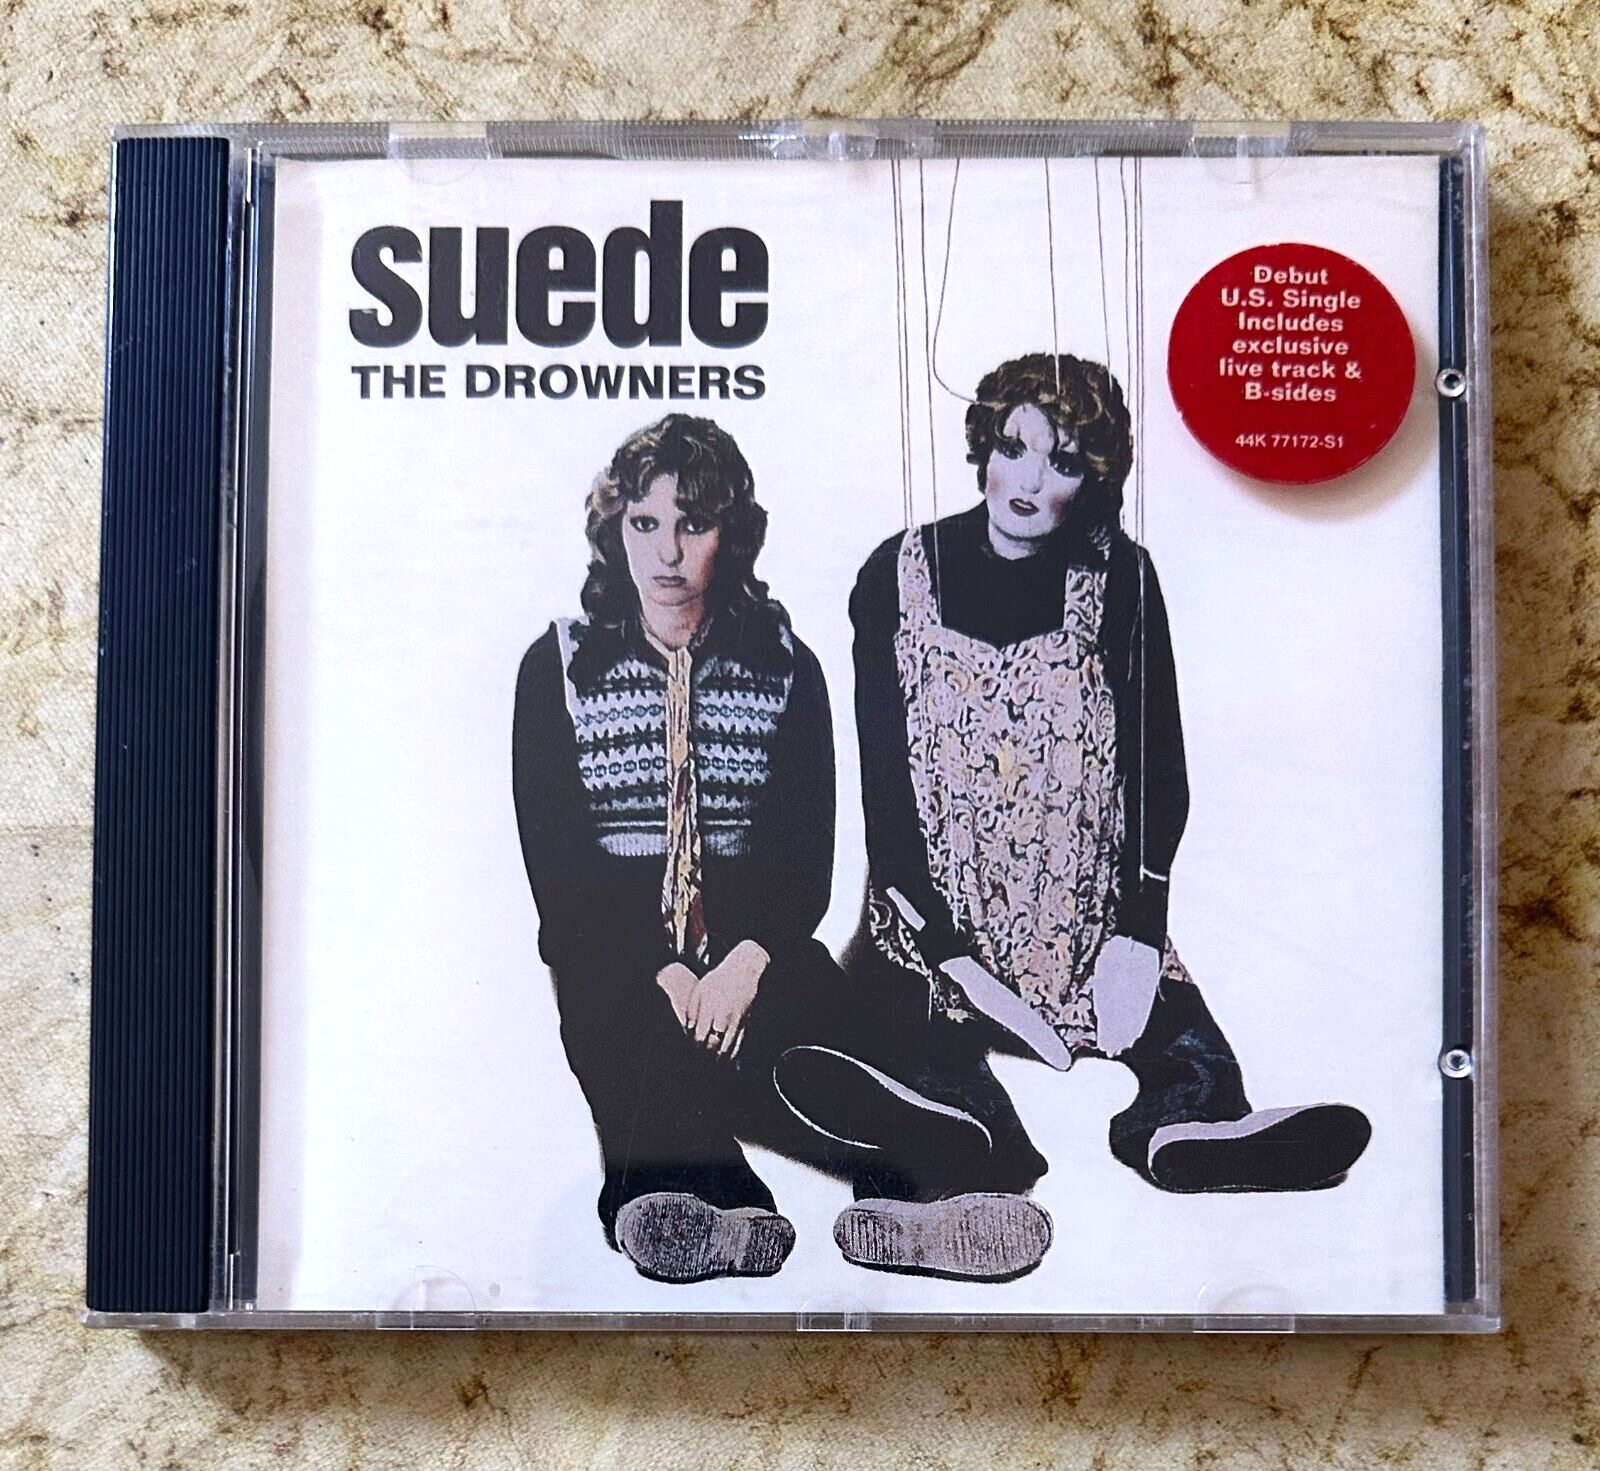 suede
THE DROWNERS
Debut
U.S. Single
Includes
exclusive
live track &
B-sides
44K 77172-S1